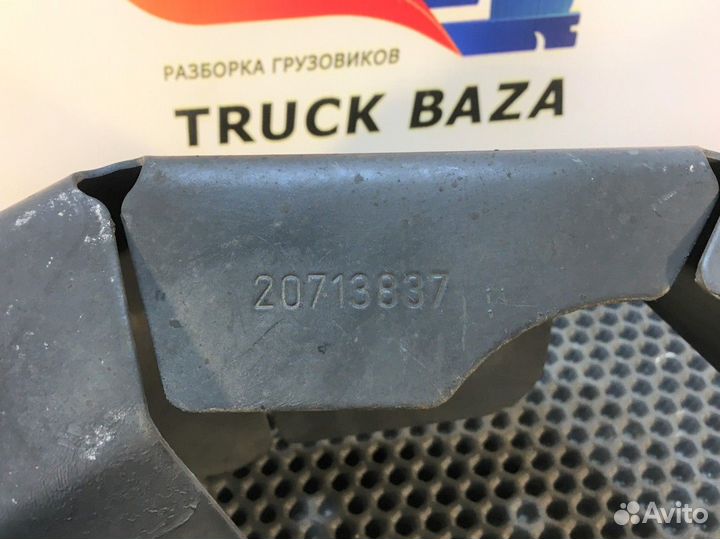 РАЗБОРКА ГРУЗОВИКОВ
TRUCK BAZA
20713837
Avito